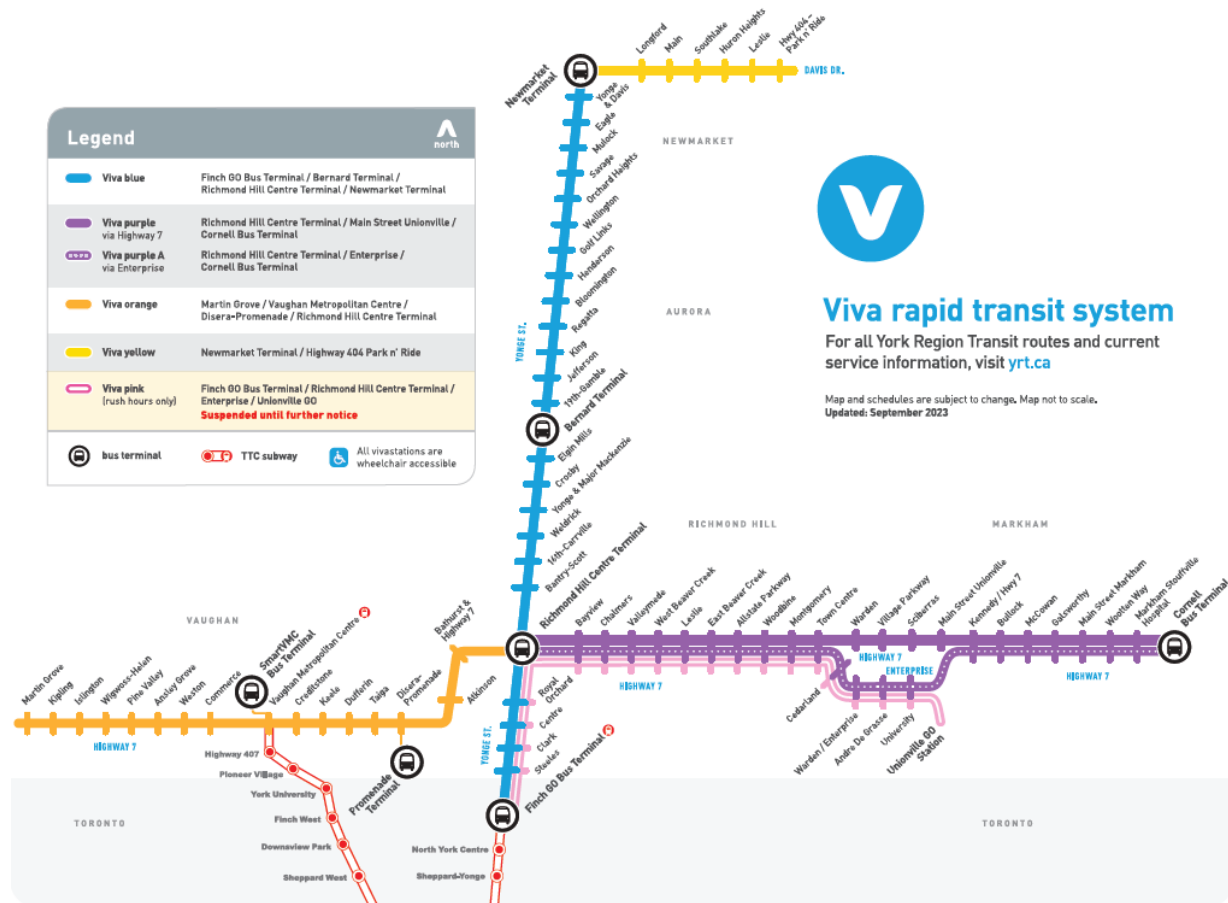 Longford
Main
Southlake
Huron Heights
Leslie
Hwy 404 –
Park n' Ride
DAVIS DR.
Newmarket
Terminal
Yonge
& Davis
Eagle
Mulock
Savage
Orchard Heights
Wellington
Golf Links
Henderson
Bloomington
Regatta
King
Jefferson
19th-Gamble
Bernard Terminal
Elgin Mills
Crosby
Yonge & Major Mackenzie
Weldrick
16th-Carrville
Bantry-Scott
Richmond Hill Centre Terminal
YONGE ST.
NEWMARKET
AURORA
Legend
north
Viva blue
Finch GO Bus Terminal / Bernard Terminal /
Richmond Hill Centre Terminal / Newmarket Terminal
Viva purple
via Highway 7
Richmond Hill Centre Terminal / Main Street Unionville /
Cornell Bus Terminal
Viva purple A
via Enterprise
Richmond Hill Centre Terminal / Enterprise /
Cornell Bus Terminal
Viva orange
Martin Grove / Vaughan Metropolitan Centre /
Disera-Promenade / Richmond Hill Centre Terminal
Viva yellow
Newmarket Terminal / Highway 404 Park n' Ride
Viva pink
(rush hours only)
Finch GO Bus Terminal / Richmond Hill Centre Terminal /
Enterprise / Unionville GO
Suspended until further notice
bus terminal
TTC subway
All vivastations are
wheelchair accessible
Viva rapid transit system
For all York Region Transit routes and current
service information, visit yrt.ca
Map and schedules are subject to change. Map not to scale.
Updated: September 2023
RICHMOND HILL
MARKHAM
VAUGHAN
Martin Grove
Kipling
Islington
Wigwoss-Helen
Pine Valley
Ansley Grove
Weston
Commerce
SmartVMC
Bus Terminal
Vaughan Metropolitan Centre
Creditstone
Keele
Dufferin
Taiga
Disera-
Promenade
Bathurst &
Highway 7
Atkinson
HIGHWAY 7
Promenade
Terminal
Bayview
Chalmers
Valleymede
West Beaver Creek
Leslie
East Beaver Creek
Allstate Parkway
Woodbine
Montgomery
Town Centre
Warden
Village Parkway
Sciberras
Main Street Unionville
Kennedy / Hwy 7
Bullock
McCowan
Galsworthy
Main Street Markham
Wootten Way
Markham Stouffville
Hospital
Cornell
Bus Terminal
HIGHWAY 7
HIGHWAY 7
ENTERPRISE
HIGHWAY 7
Cedarland
Warden / Enterprise
Andre De Grasse
University
Unionville GO
Station
Royal
Orchard
Centre
Clark
Steeles
YONGE ST.
Finch GO Bus Terminal
Highway 407
Pioneer Village
York University
Finch West
Downsview Park
Sheppard West
North York Centre
Sheppard-Yonge
TORONTO
TORONTO